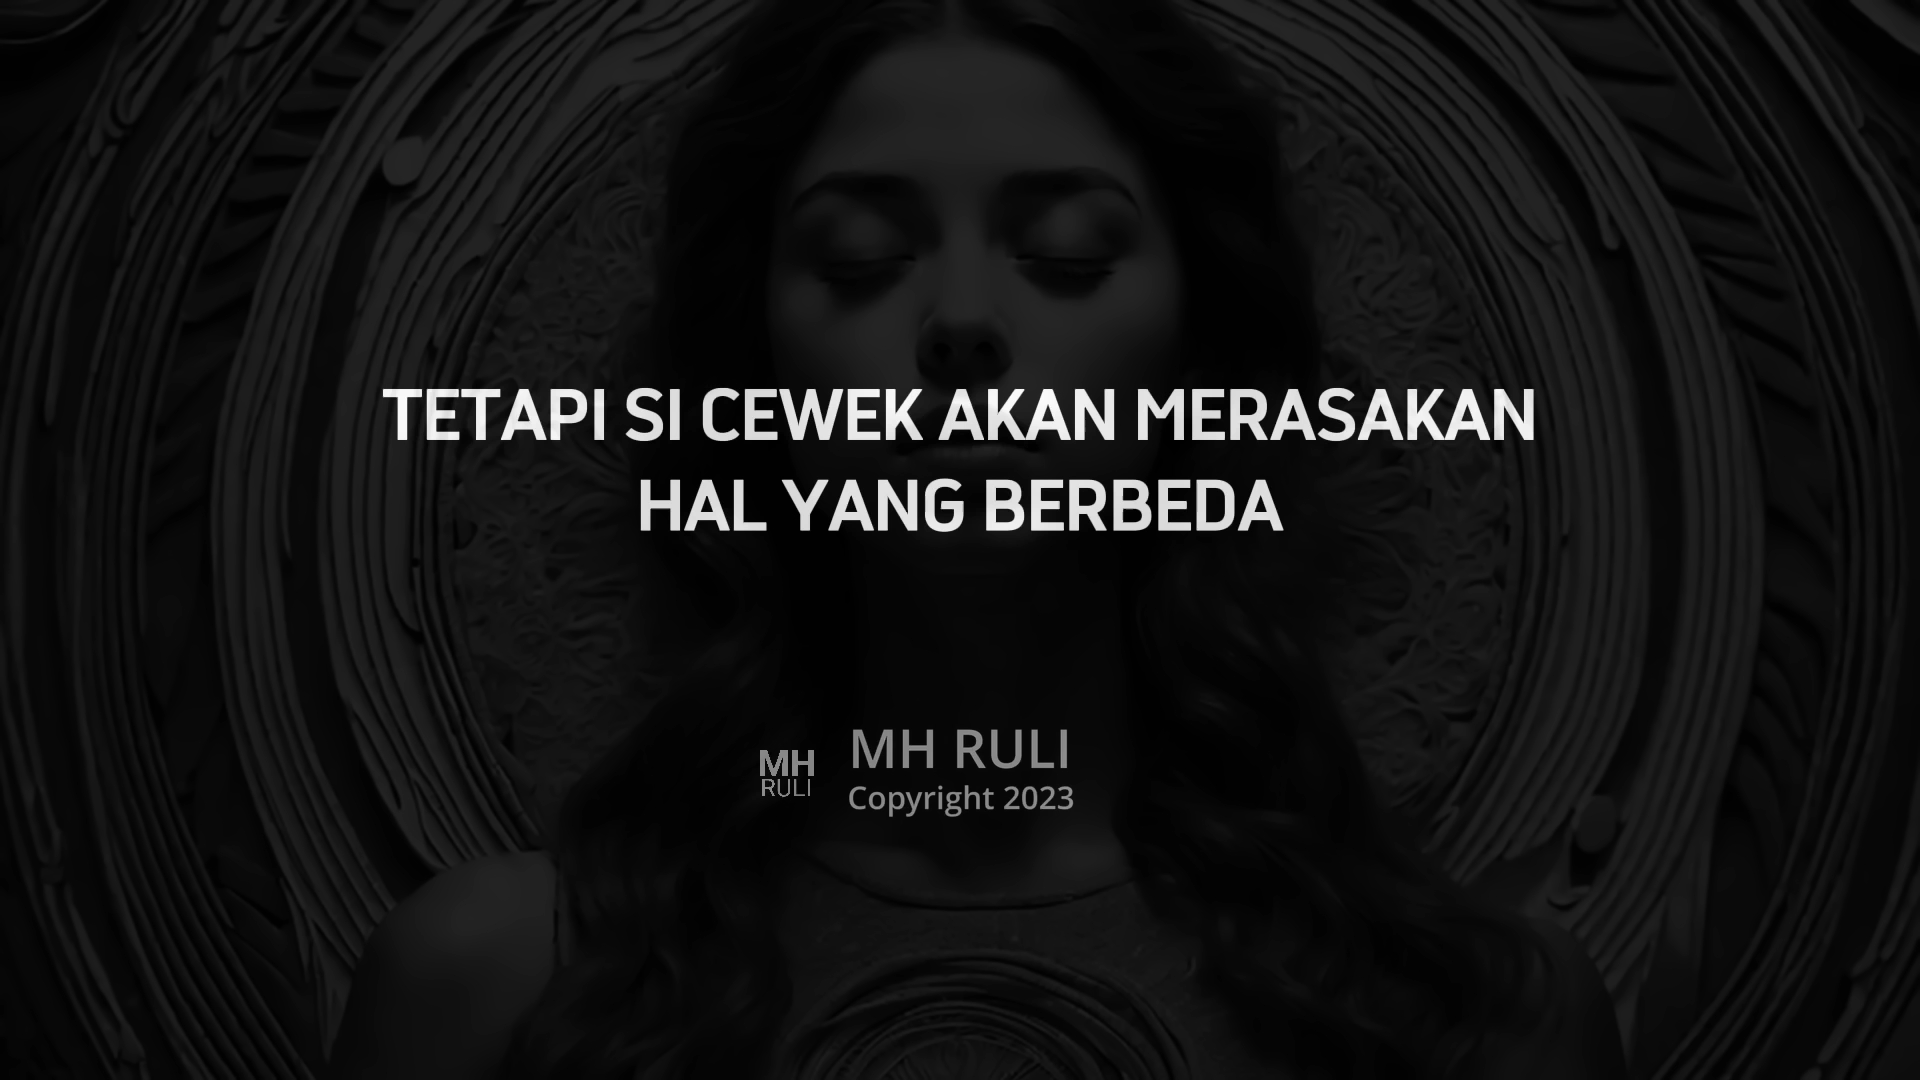 TETAPI SI CEWEK AKAN MERASAKAN
HAL YANG BERBEDA
MH
RULI
MH RULI
Copyright 2023